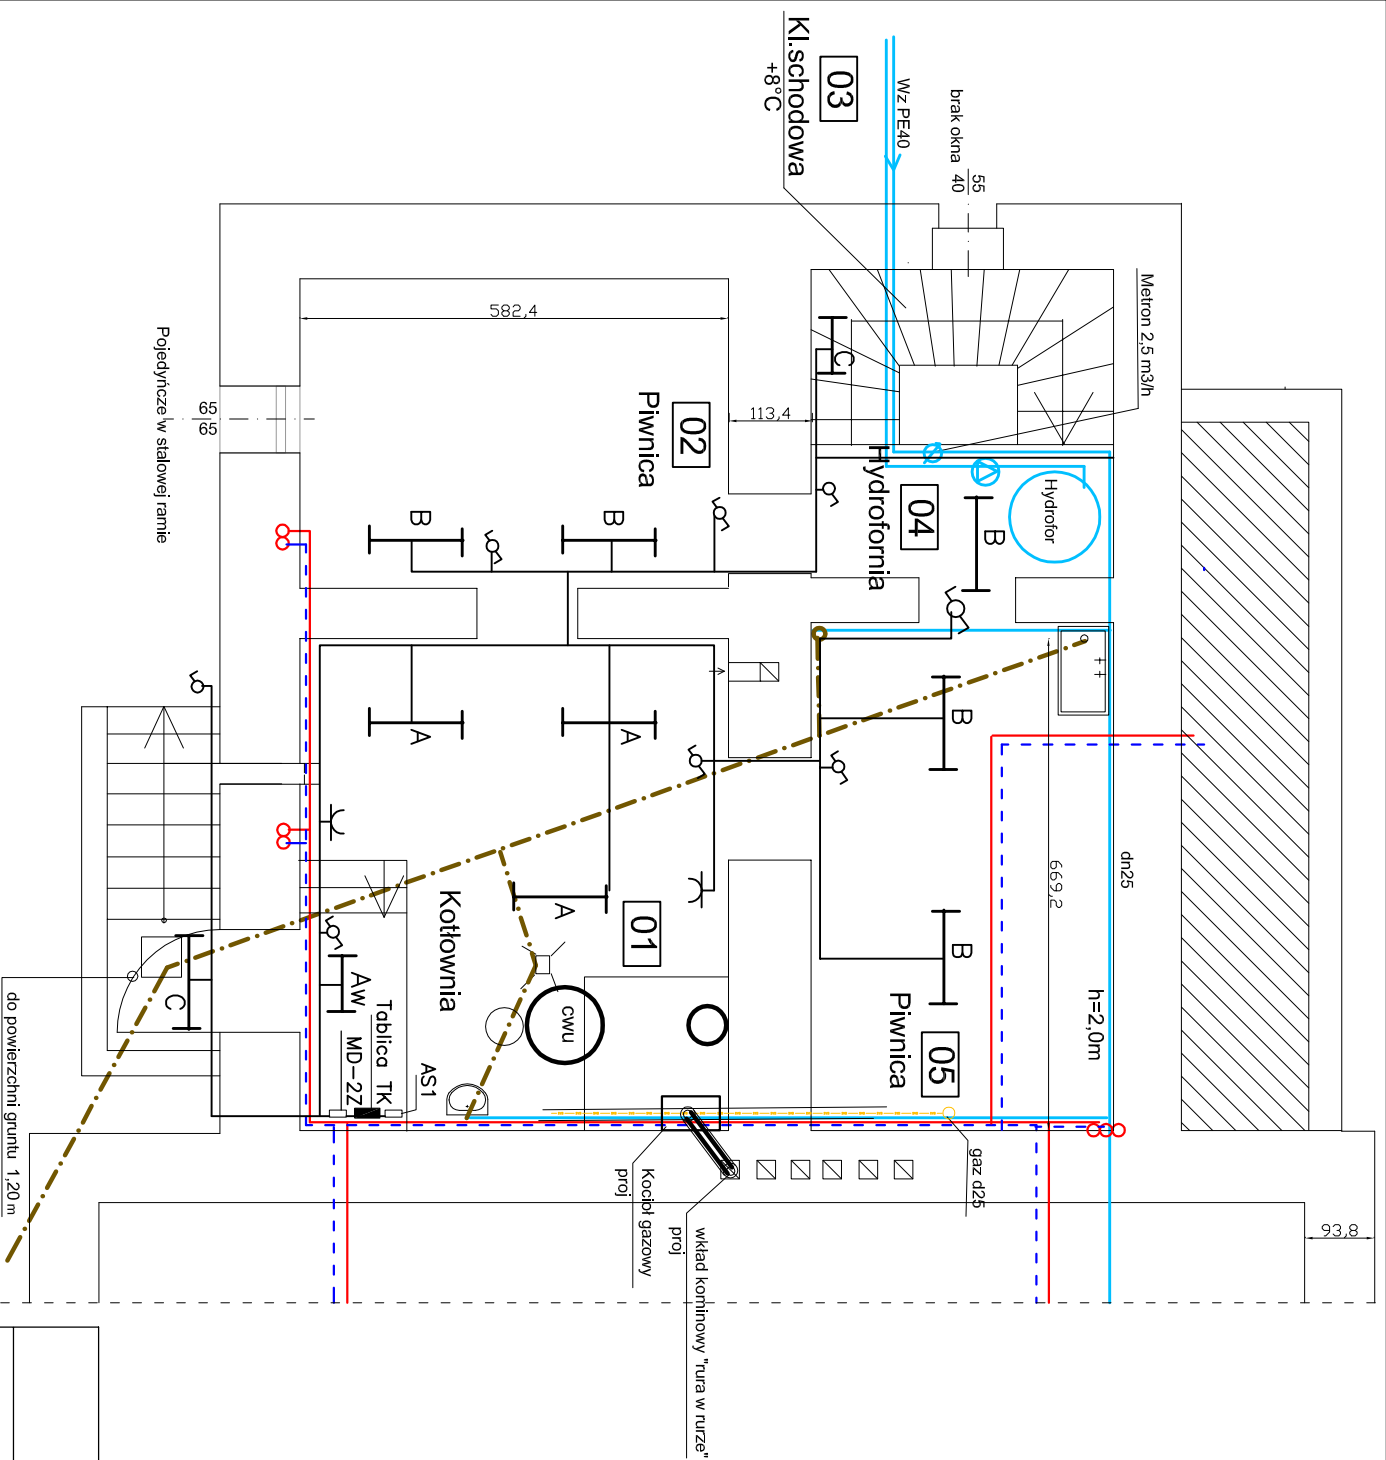 03
Kl.schodowa
+8°C
Wz PE40
brak okna
55
40
Metron 2,5 m3/h
582,4
113,4
02
Piwnica
C
65
65
Pojedyńcze w stalowej ramie
04
Hydrofornia
Hydrofor
B
B
B
B
B
A
A
A
669,2
dn25
h=2,0m
01
Kotłownia
cwu
05
Piwnica
Aw
C
Tablica TK
MD-2Z
AS1
gaz d25
Kocioł gazowy
proj
wkład kominowy "rura w rurze"
proj
do powierzchni gruntu 1,20 m
93,8